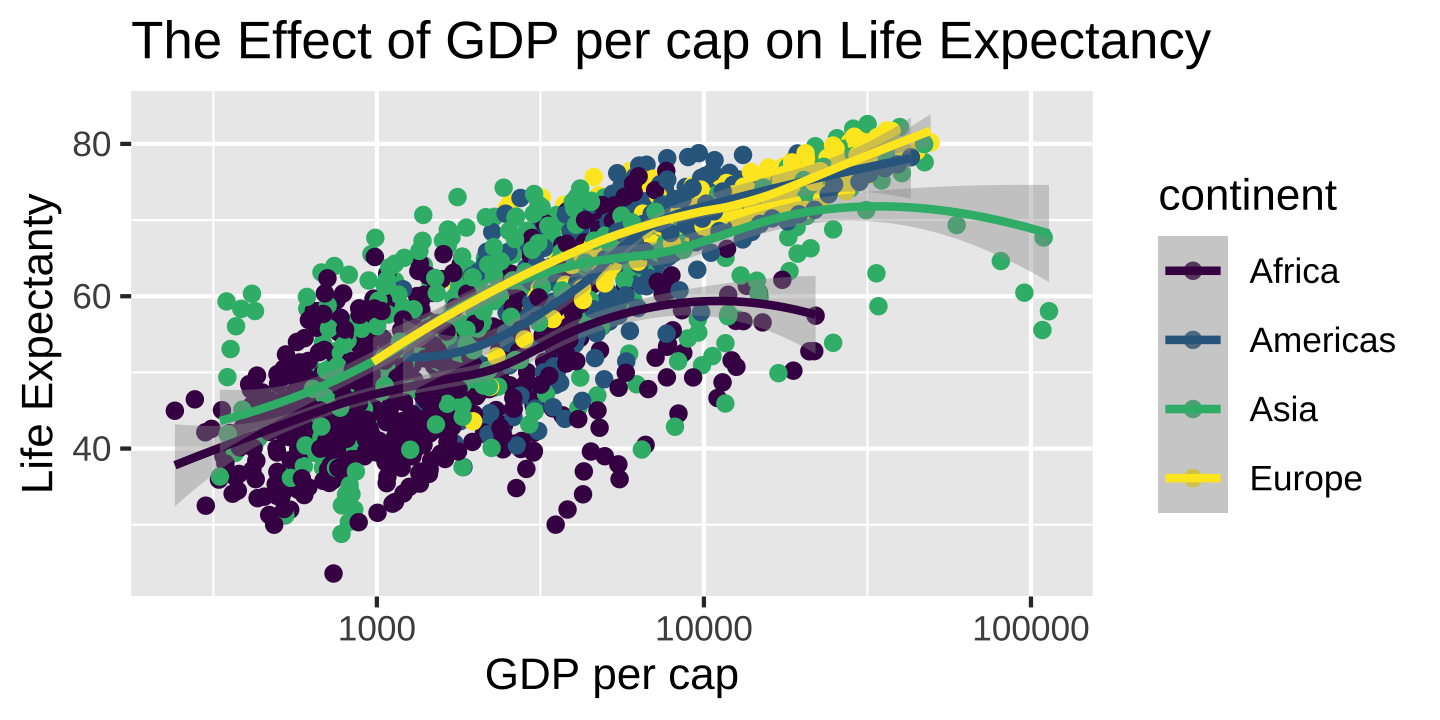 The Effect of GDP per cap on Life Expectancy
80
60
40
Life Expectanty
1000
10000
100000
GDP per cap
continent
Africa
Americas
Asia
Europe